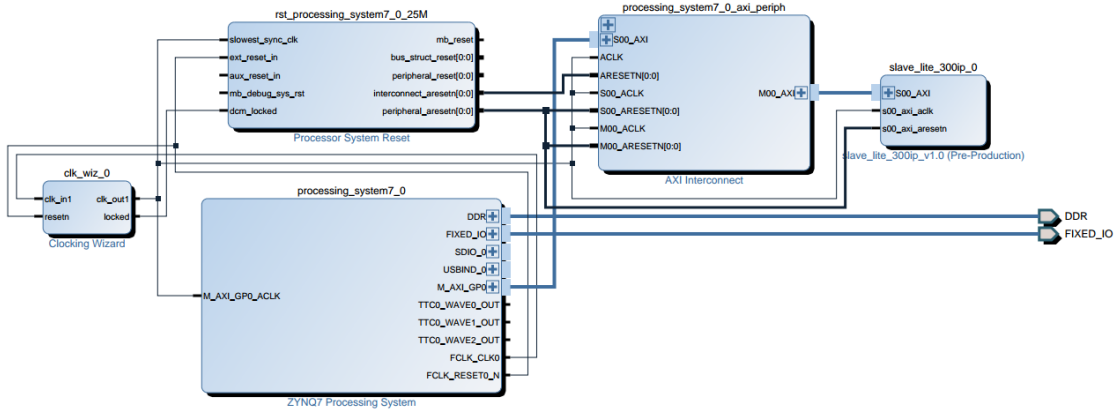 rst_processing_system7_0_25M
slowest_sync_clk
ext_reset_in
aux_reset_in
mb_debug_sys_rst
dcm_locked
mb_reset
bus_struct_reset[0:0]
peripheral_reset[0:0]
interconnect_aresetn[0:0]
peripheral_aresetn[0:0]
Processor System Reset
processing_system7_0_axi_periph
S00_AXI
ACLK
ARESETN[0:0]
S00_ACLK
S00_ARESETN[0:0]
M00_ACLK
M00_ARESETN[0:0]
M00_AXI
AXI Interconnect
slave_lite_300ip_0
S00_AXI
s00_axi_aclk
s00_axi_aresetn
slave_lite_300ip_v1.0 (Pre-Production)
clk_wiz_0
clk_in1
resetn
clk_out1
locked
Clocking Wizard
processing_system7_0
M_AXI_GP0_ACLK
DDR
FIXED_IO
SDIO_0
USBIND_0
M_AXI_GP0
TTC0_WAVE0_OUT
TTC0_WAVE1_OUT
TTC0_WAVE2_OUT
FCLK_CLK0
FCLK_RESET0_N
ZYNQ7 Processing System
DDR
FIXED_IO